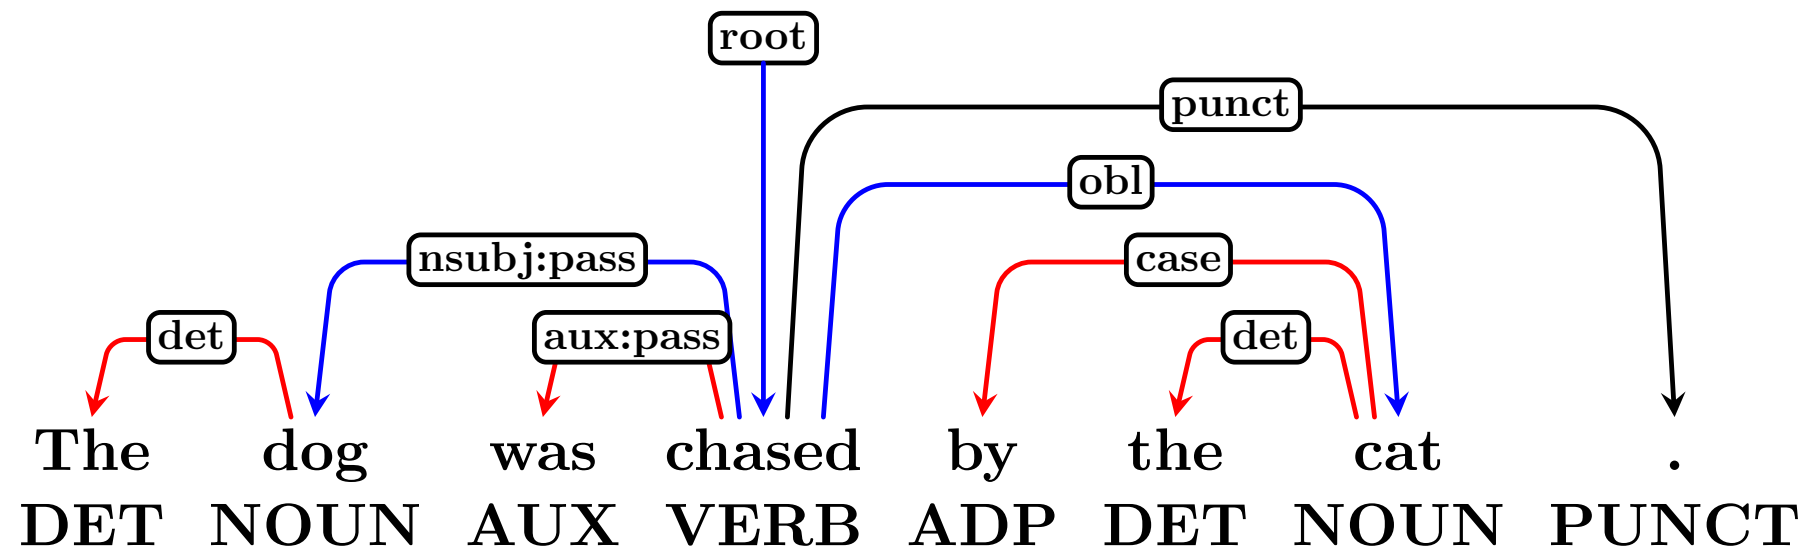 root
punct
obl
nsubj:pass case
det aux:pass det
The dog was chased by the cat .
DET NOUN AUX VERB ADP DET NOUN PUNCT